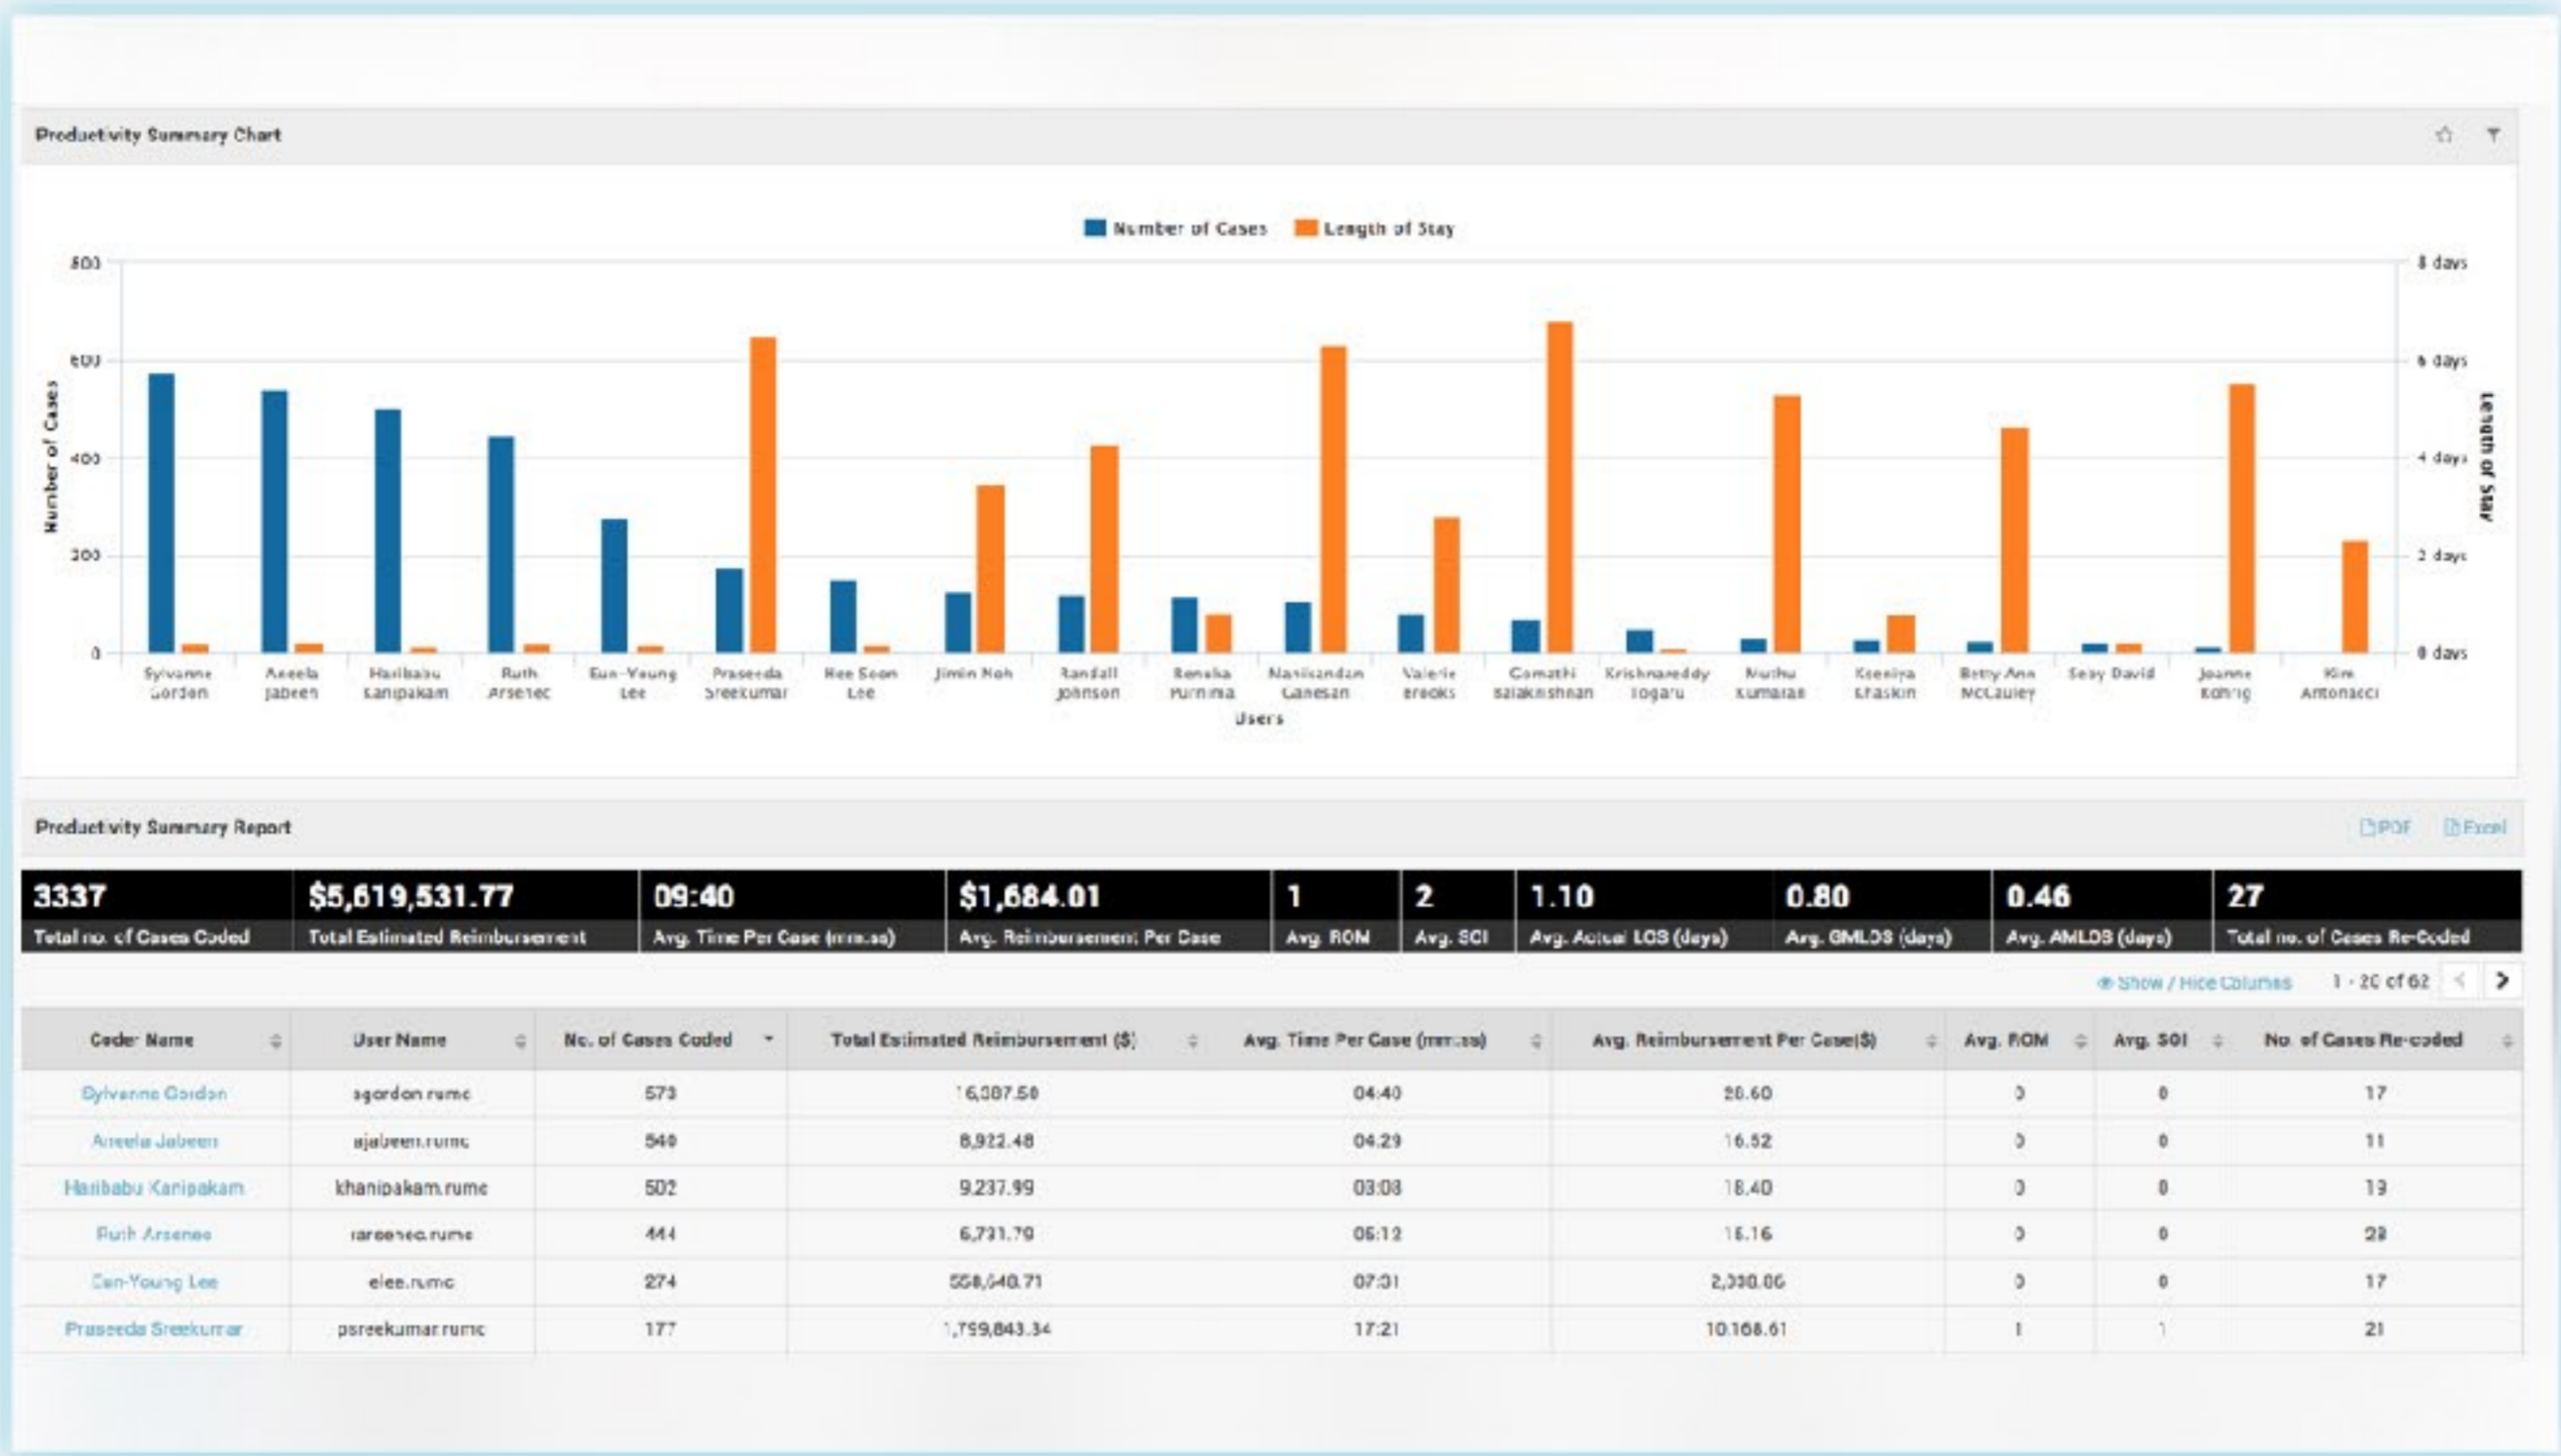 Productivity Summary Chart
Number of Cases Length of Stay
800 8 days
600 6 days
400 4 days
200 2 days
0 0 days
Number of Cases
Length of Stay
Sylvanne Gordon
Aneela Jabeen
Haribabu Kanipakam
Ruth Arsenec
Eun-Young Lee
Praseeda Sreekumar
Hee Soon Lee
Jimin Noh
Randall Johnson
Renuka Purnima
Manikandan Ganesan
Valerie Brooks
Gomathi Balakrishnan
Krishnareddy Togaru
Muthu Kumaran
Kseniya Khaskin
Betty Ann McCauley
Seby David
Joanne Rohrig
Kim Antonacci
Users
Productivity Summary Report PDF Excel
3337 $5,619,531.77 09:40 $1,684.01 1 2 1.10 0.80 0.46 27
Total no. of Cases Coded Total Estimated Reimbursement Avg. Time Per Case (mm:ss) Avg. Reimbursement Per Case Avg. ROM Avg. SOI Avg. Actual LOS (days) Avg. GMLOS (days) Avg. AMLOS (days) Total no. of Cases Re-Coded
Show / Hide Columns 1 - 20 of 62
Coder Name User Name No. of Cases Coded Total Estimated Reimbursement ($) Avg. Time Per Case (mm:ss) Avg. Reimbursement Per Case($) Avg. ROM Avg. SOI No. of Cases Re-coded
Sylvanne Gordon sgordon.rumc 573 16,387.50 04:40 28.60 0 0 17
Aneela Jabeen ajabeen.rumc 540 8,922.48 04:29 16.52 0 0 11
Haribabu Kanipakam khanipakam.rumc 502 9,237.99 03:08 18.40 0 0 19
Ruth Arsenec rarsenec.rumc 444 6,731.79 05:12 15.16 0 0
Eun-Young Lee elee.rumc 274 07:31 0 0 17
Praseeda Sreekumar psreekumar.rumc 177 1,799,843.34 17:21 10,168.61 1 1 21